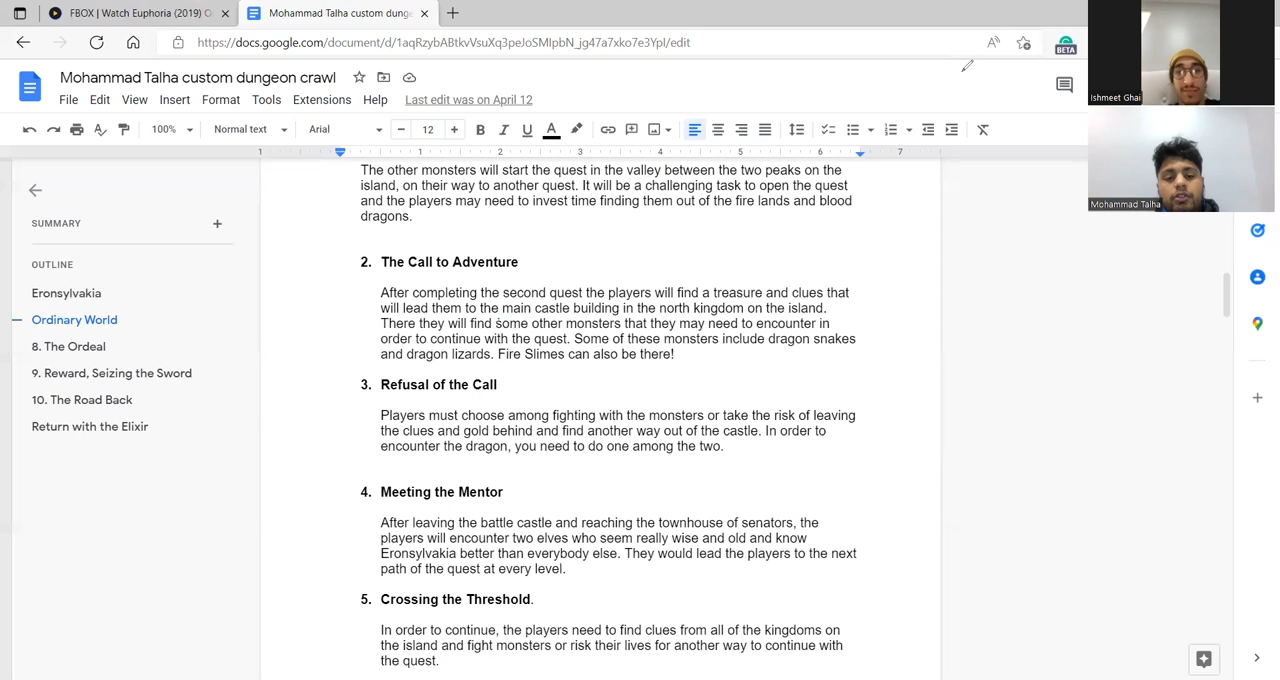 FBOX | Watch Euphoria (2019) O
Mohammad Talha custom dunge
https://docs.google.com/document/d/1aqRzybABtkvVsuXq3peJoSMIpbN_jg47a7xko7e3YpI/edit
BETA
Mohammad Talha custom dungeon crawl
File Edit View Insert Format Tools Extensions Help Last edit was on April 12
100% Normal text Arial 12
1 1 2 3 4 5 6 7
SUMMARY
OUTLINE
Eronsylvakia
Ordinary World
8. The Ordeal
9. Reward, Seizing the Sword
10. The Road Back
Return with the Elixir
The other monsters will start the quest in the valley between the two peaks on the
island, on their way to another quest. It will be a challenging task to open the quest
and the players may need to invest time finding them out of the fire lands and blood
dragons.
2. The Call to Adventure
After completing the second quest the players will find a treasure and clues that
will lead them to the main castle building in the north kingdom on the island.
There they will find some other monsters that they may need to encounter in
order to continue with the quest. Some of these monsters include dragon snakes
and dragon lizards. Fire Slimes can also be there!
3. Refusal of the Call
Players must choose among fighting with the monsters or take the risk of leaving
the clues and gold behind and find another way out of the castle. In order to
encounter the dragon, you need to do one among the two.
4. Meeting the Mentor
After leaving the battle castle and reaching the townhouse of senators, the
players will encounter two elves who seem really wise and old and know
Eronsylvakia better than everybody else. They would lead the players to the next
path of the quest at every level.
5. Crossing the Threshold.
In order to continue, the players need to find clues from all of the kingdoms on
the island and fight monsters or risk their lives for another way to continue with
the quest.
Ishmeet Ghai
Mohammad Talha